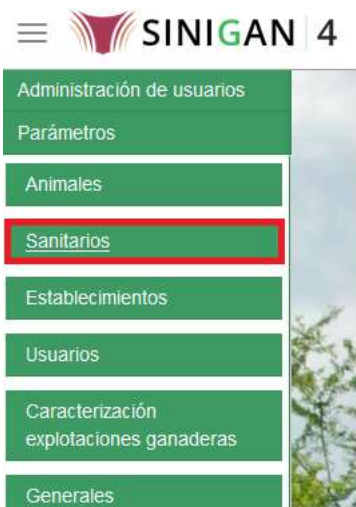 SINIGAN 4
Administración de usuarios
Parámetros
Animales
Sanitarios
Establecimientos
Usuarios
Caracterización
explotaciones ganaderas
Generales